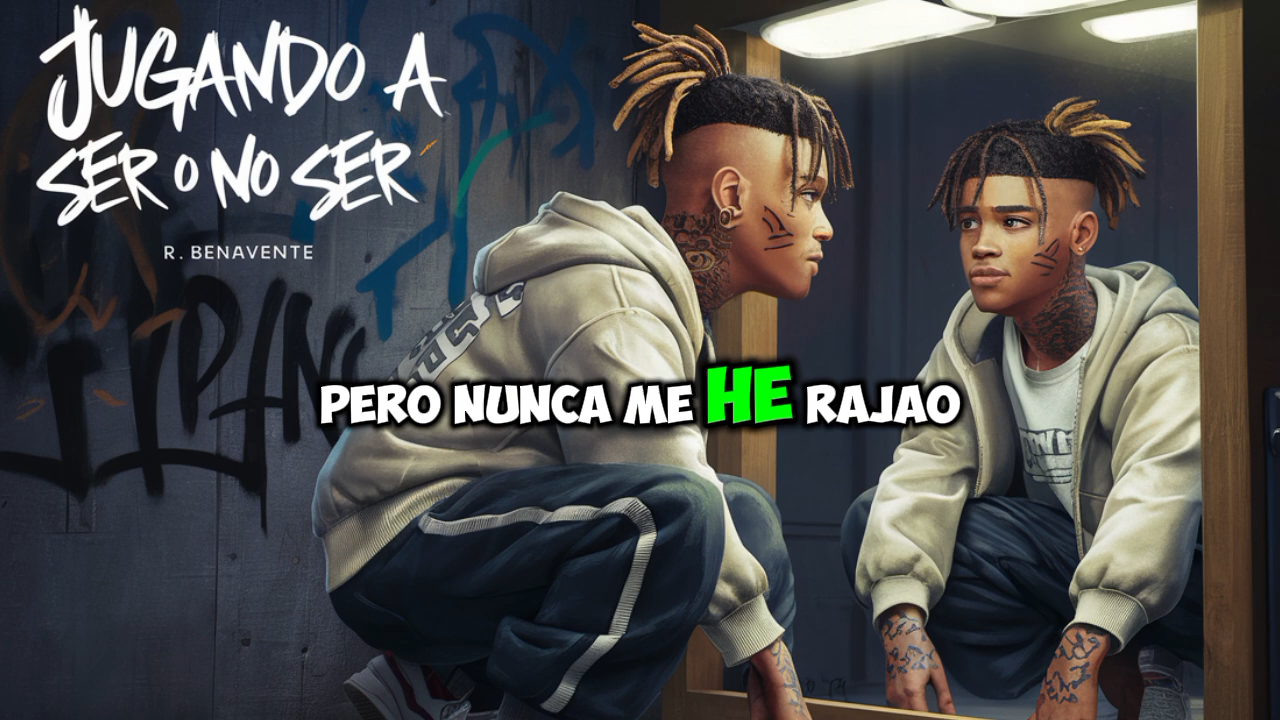 JUGANDO A
SER O NO SER
R. BENAVENTE
PERO NUNCA ME HE RAJAO